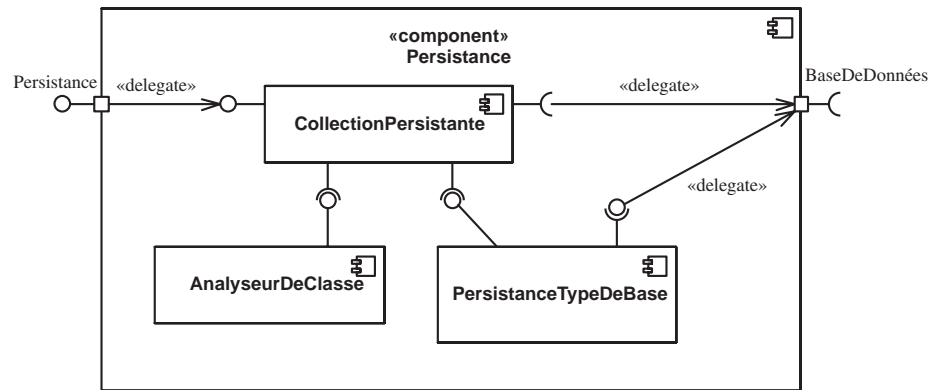 «component»
Persistance
Persistance
«delegate»
«delegate»
BaseDeDonnées
CollectionPersistante
«delegate»
AnalyseurDeClasse
PersistanceTypeDeBase